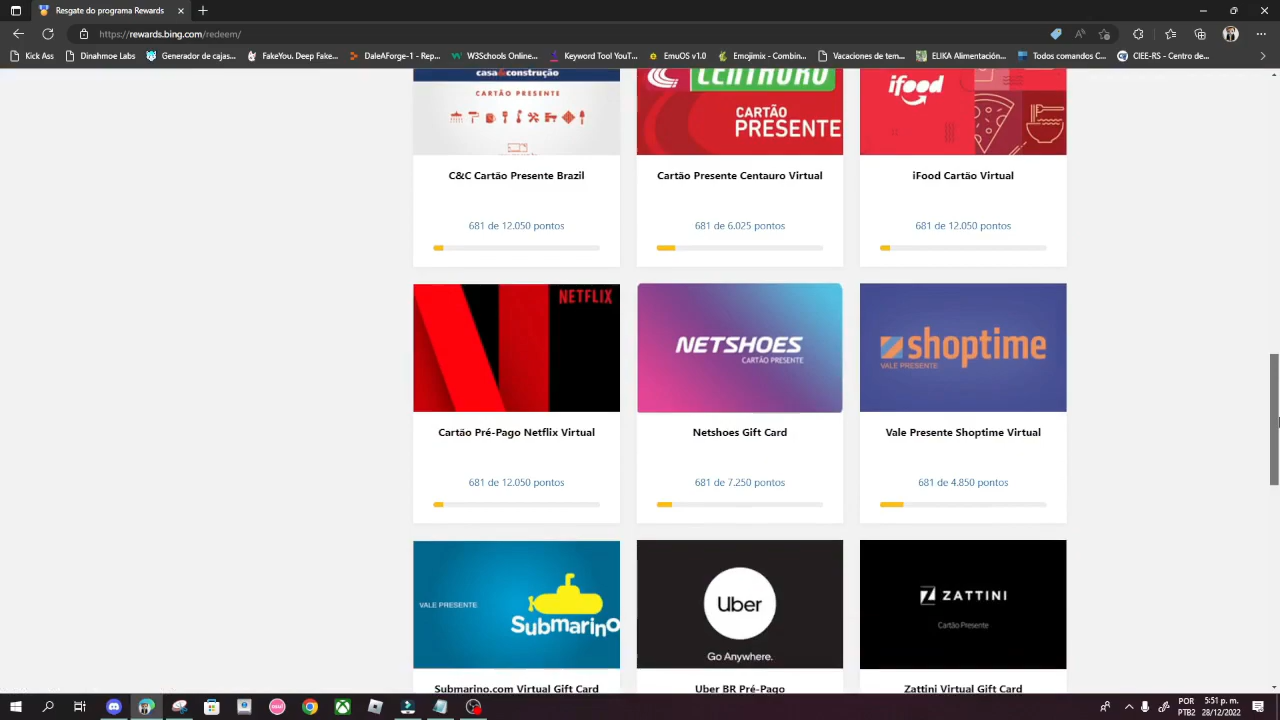 Resgate do programa Rewards
https://rewards.bing.com/redeem/
Kick Ass
Dinahmoe Labs
Generador de cajas...
FakeYou, Deep Fake...
DaleAForge-1 - Rep...
W3Schools Online...
Keyword Tool YouT...
EmuOS v1.0
Emojimix - Combin...
Vacaciones de temo...
ELIKA Alimentación...
Todos comandos C...
CIEE-RS - Centro de...
casa&construção
CARTÃO PRESENTE
CENTAURO
CARTÃO
PRESENTE
ifood
C&C Cartão Presente Brazil
Cartão Presente Centauro Virtual
iFood Cartão Virtual
681 de 12.050 pontos
681 de 6.025 pontos
681 de 12.050 pontos
NETFLIX
NETSHOES
CARTÃO PRESENTE
shoptime
VALE PRESENTE
Cartão Pré-Pago Netflix Virtual
Netshoes Gift Card
Vale Presente Shoptime Virtual
681 de 12.050 pontos
681 de 7.250 pontos
681 de 4.850 pontos
VALE PRESENTE
Submarino
Uber
Go Anywhere.
ZATTINI
Cartão Presente
Submarino.com Virtual Gift Card
Uber BR Pré-Pago
Zattini Virtual Gift Card
POR
PTB2
5:51 p. m.
28/12/2022